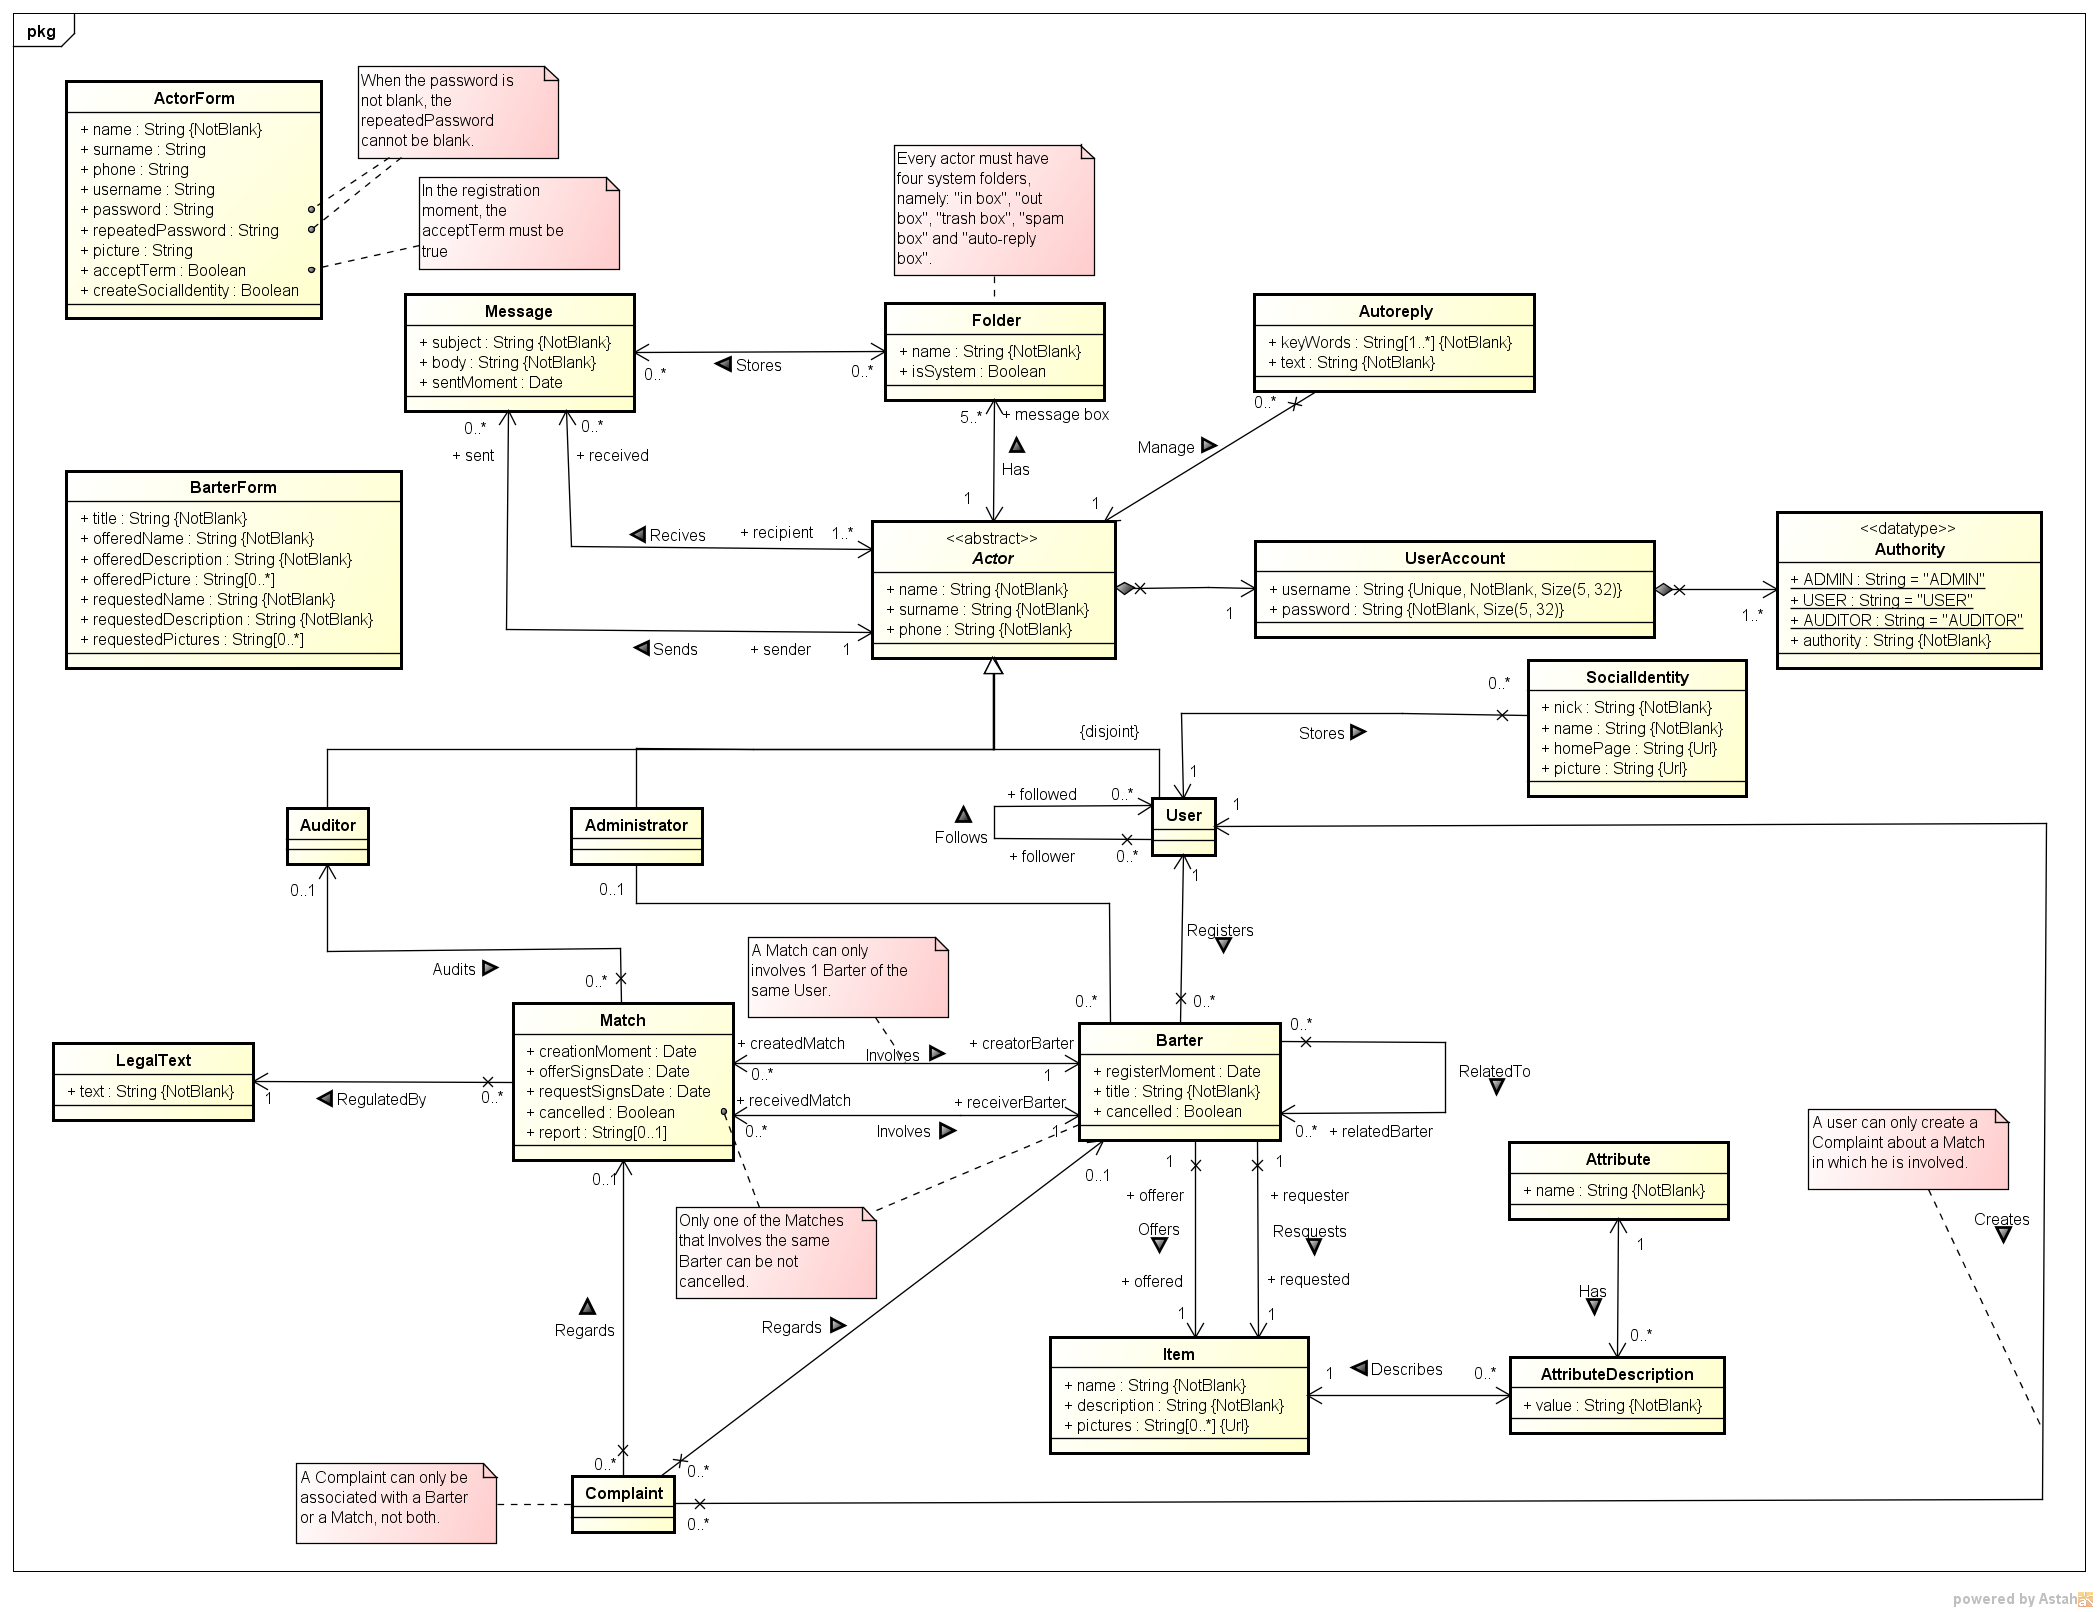 pkg
ActorForm
+ name : String {NotBlank}
+ surname : String
+ phone : String
+ username : String
+ password : String
+ repeatedPassword : String
+ picture : String
+ acceptTerm : Boolean
+ createSocialIdentity : Boolean
When the password is
not blank, the
repeatedPassword
cannot be blank.
In the registration
moment, the
acceptTerm must be
true
Every actor must have
four system folders,
namely: "in box", "out
box", "trash box", "spam
box" and "auto-reply
box".
Message
+ subject : String {NotBlank}
+ body : String {NotBlank}
+ sentMoment : Date
0..*
Stores
0..*
Folder
+ name : String {NotBlank}
+ isSystem : Boolean
Autoreply
+ keyWords : String[1..*] {NotBlank}
+ text : String {NotBlank}
0..*
Manage
1
5..*
+ message box
Has
1
0..*
+ sent
0..*
+ received
Recives
+ recipient
1..*
Sends
+ sender
1
BarterForm
+ title : String {NotBlank}
+ offeredName : String {NotBlank}
+ offeredDescription : String {NotBlank}
+ offeredPicture : String[0..*]
+ requestedName : String {NotBlank}
+ requestedDescription : String {NotBlank}
+ requestedPictures : String[0..*]
<<abstract>>
Actor
+ name : String {NotBlank}
+ surname : String {NotBlank}
+ phone : String {NotBlank}
1
UserAccount
+ username : String {Unique, NotBlank, Size(5, 32)}
+ password : String {NotBlank, Size(5, 32)}
1..*
<<datatype>>
Authority
+ ADMIN : String = "ADMIN"
+ USER : String = "USER"
+ AUDITOR : String = "AUDITOR"
+ authority : String {NotBlank}
SocialIdentity
+ nick : String {NotBlank}
+ name : String {NotBlank}
+ homePage : String {Url}
+ picture : String {Url}
0..*
Stores
1
{disjoint}
Auditor
Administrator
User
+ followed
0..*
Follows
+ follower
0..*
1
0..1
0..1
1
Registers
0..*
Audits
0..*
A Match can only
involves 1 Barter of the
same User.
0..*
Match
+ creationMoment : Date
+ offerSignsDate : Date
+ requestSignsDate : Date
+ cancelled : Boolean
+ report : String[0..1]
LegalText
+ text : String {NotBlank}
1
RegulatedBy
0..*
+ createdMatch
Involves
+ creatorBarter
0..*
1
+ receivedMatch
+ receiverBarter
0..*
Involves
1
Barter
+ registerMoment : Date
+ title : String {NotBlank}
+ cancelled : Boolean
0..*
RelatedTo
0..*
+ relatedBarter
0..1
0..1
1
+ offerer
Offers
+ offered
1
1
+ requester
Resquests
+ requested
1
Only one of the Matches
that Involves the same
Barter can be not
cancelled.
Regards
Regards
Attribute
+ name : String {NotBlank}
1
Has
0..*
A user can only create a
Complaint about a Match
in which he is involved.
Creates
Item
+ name : String {NotBlank}
+ description : String {NotBlank}
+ pictures : String[0..*] {Url}
1
Describes
0..*
AttributeDescription
+ value : String {NotBlank}
A Complaint can only be
associated with a Barter
or a Match, not both.
0..*
0..*
Complaint
0..*
powered by Astah